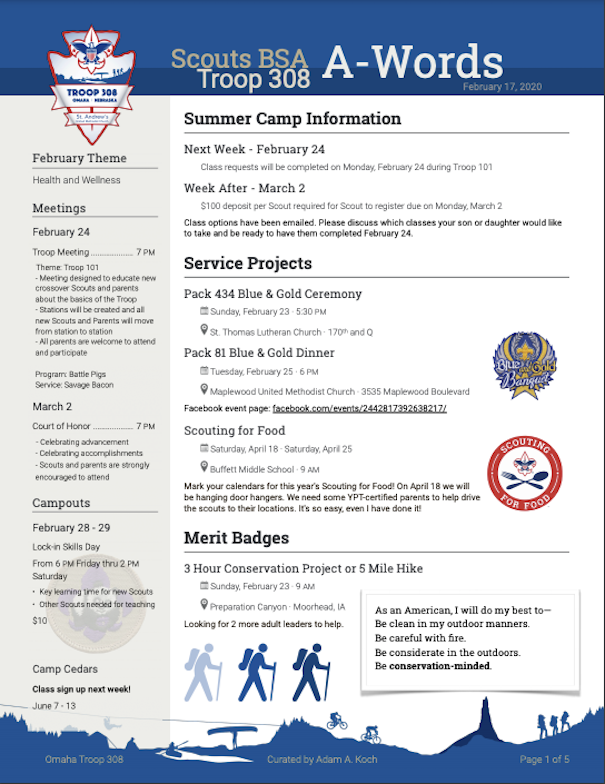 Scouts BSA
Troop 308
A-Words
February 17, 2020
TROOP 308
OMAHA NEBRASKA
St. Andrew's
February Theme
Health and Wellness
Meetings
February 24
Troop Meeting ..................... 7 PM
Theme: Troop 101
- Meeting designed to educate new
crossover Scouts and parents
about the basics of the Troop
- Stations will be created and all
new Scouts and Parents will move
from station to station
- All parents are welcome to attend
and participate
Program: Battle Pigs
Service: Savage Bacon
March 2
Court of Honor .................... 7 PM
- Celebrating advancement
- Celebrating accomplishments
- Scouts and parents are strongly
encouraged to attend
Campouts
February 28 - 29
Lock-in Skills Day
From 6 PM Friday thru 2 PM
Saturday
• Key learning time for new Scouts
• Other Scouts needed for teaching
$10
Camp Cedars
Class sign up next week!
June 7 - 13
Summer Camp Information
Next Week - February 24
Class requests will be completed on Monday, February 24 during Troop 101
Week After - March 2
$100 deposit per Scout required for Scout to register due on Monday, March 2
Class options have been emailed. Please discuss which classes your son or daughter would like
to take and be ready to have them completed February 24.
Service Projects
Pack 434 Blue & Gold Ceremony
Sunday, February 23 · 5:30 PM
St. Thomas Lutheran Church · 170th and Q
Pack 81 Blue & Gold Dinner
Tuesday, February 25 · 6 PM
Maplewood United Methodist Church · 3535 Maplewood Boulevard
Facebook event page: facebook.com/events/2442817392638217/
Blue and Gold
Banquet
Scouting for Food
Saturday, April 18 · Saturday, April 25
Buffett Middle School · 9 AM
Mark your calendars for this year's Scouting for Food! On April 18 we will
be hanging door hangers. We need some YPT-certified parents to help drive
the scouts to their locations. It's so easy, even I have done it!
SCOUTING
FOR FOOD
Merit Badges
3 Hour Conservation Project or 5 Mile Hike
Sunday, February 23 · 9 AM
Preparation Canyon · Moorhead, IA
Looking for 2 more adult leaders to help.
As an American, I will do my best to—
Be clean in my outdoor manners.
Be careful with fire.
Be considerate in the outdoors.
Be conservation-minded.
Omaha Troop 308
Curated by Adam A. Koch
Page 1 of 5